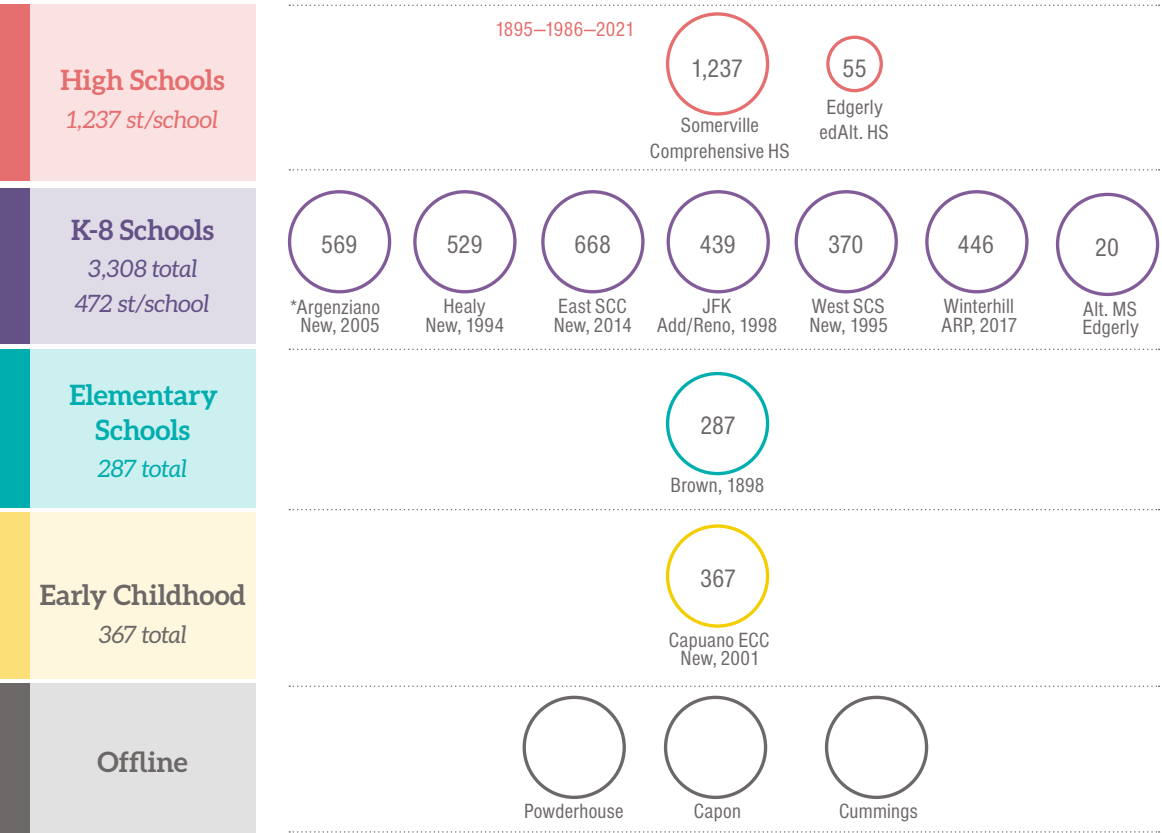 High Schools
1,237 st/school
1895–1986–2021
1,237
Somerville
Comprehensive HS
55
Edgerly
edAlt. HS
K-8 Schools
3,308 total
472 st/school
569
*Argenziano
New, 2005
529
Healy
New, 1994
668
East SCC
New, 2014
439
JFK
Add/Reno, 1998
370
West SCS
New, 1995
446
Winterhill
ARP, 2017
20
Alt. MS
Edgerly
Elementary
Schools
287 total
287
Brown, 1898
Early Childhood
367 total
367
Capuano ECC
New, 2001
Offline
Powderhouse
Capon
Cummings